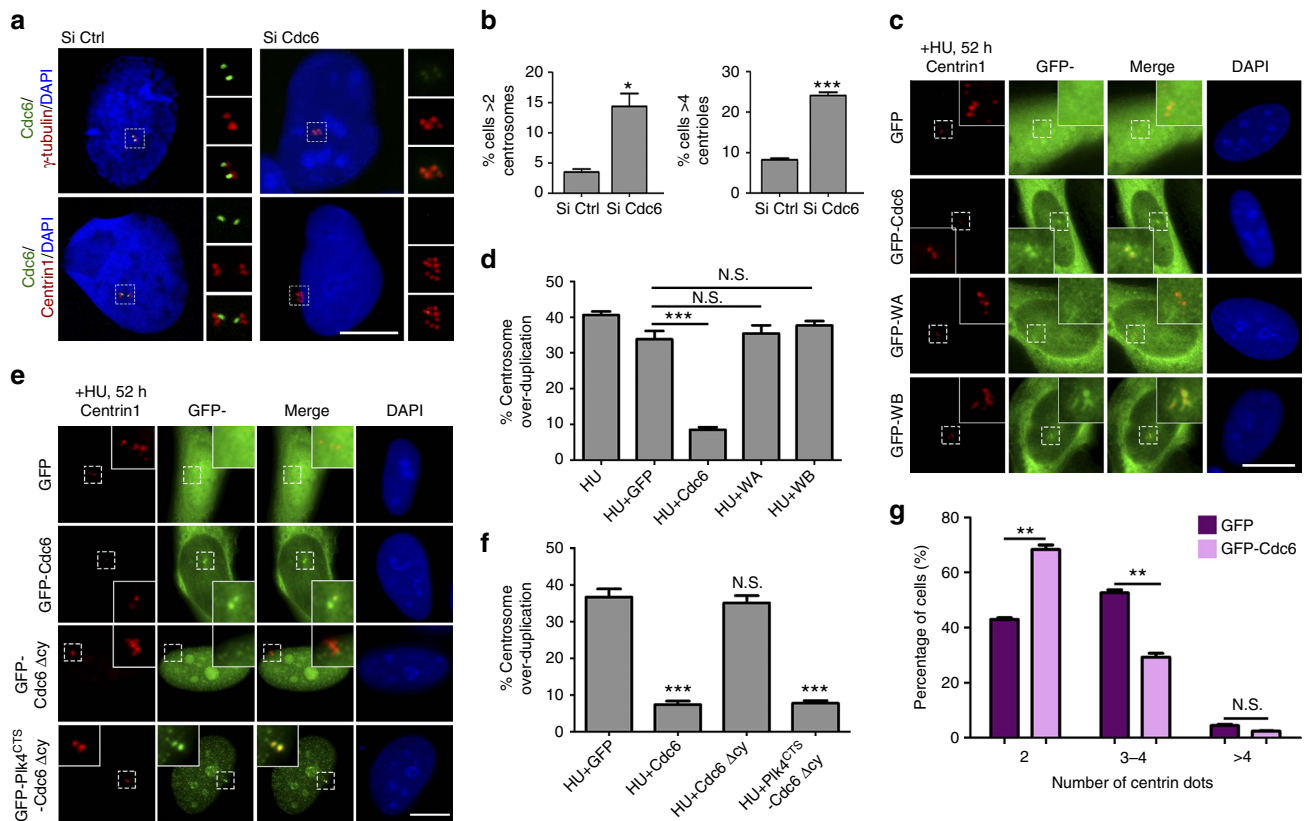 a
Si Ctrl
Si Cdc6
Cdc6/
γ-tubulin/DAPI
Cdc6/
Centrin1/DAPI
b
% cells >2
centrosomes
20
15
10
5
0
*
Si Ctrl Si Cdc6
% cells >4
centrioles
30
20
10
0
***
Si Ctrl Si Cdc6
c
+HU, 52 h
Centrin1 GFP- Merge DAPI
GFP
GFP-Cdc6
GFP-WA
GFP-WB
d
% Centrosome
over-duplication
50
40
30
20
10
0
N.S.
N.S.
***
HU
HU+GFP
HU+Cdc6
HU+WA
HU+WB
e
+HU, 52 h
Centrin1 GFP- Merge DAPI
GFP
GFP-Cdc6
GFP-
Cdc6 Δcy
GFP-Plk4CTS
-Cdc6 Δcy
f
% Centrosome
over-duplication
50
40
30
20
10
0
***
N.S.
***
HU+GFP
HU+Cdc6
HU+Cdc6 Δcy
HU+Plk4CTS
-Cdc6 Δcy
g
Percentage of cells (%)
80
60
40
20
0
**
**
N.S.
GFP
GFP-Cdc6
2 3–4 >4
Number of centrin dots